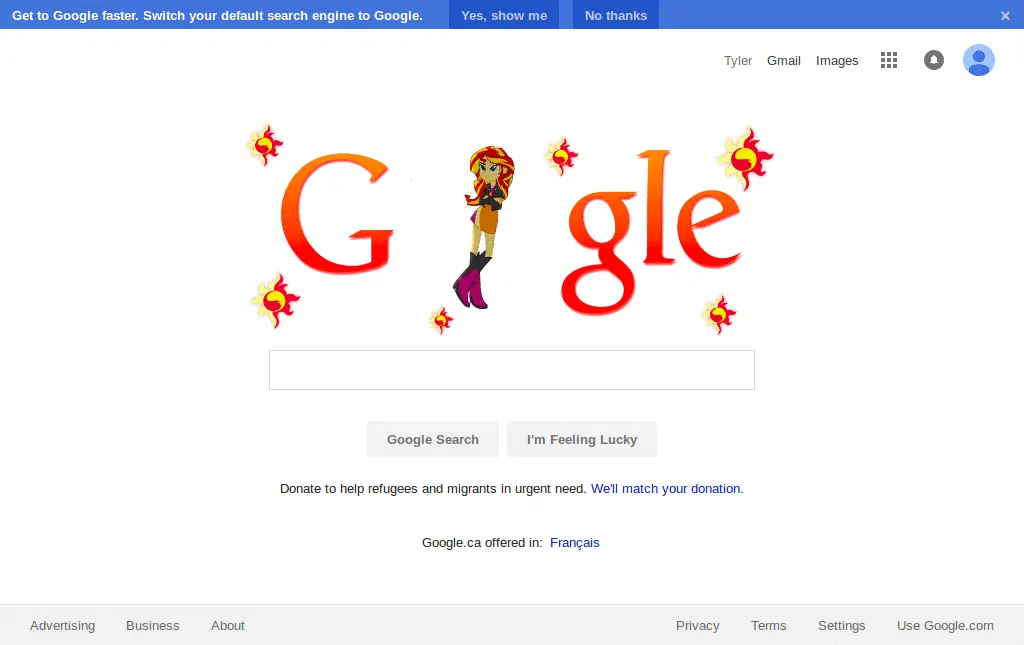 Get to Google faster. Switch your default search engine to Google. Yes, show me No thanks ×
Tyler Gmail Images
G gle
Google Search I'm Feeling Lucky
Donate to help refugees and migrants in urgent need. We'll match your donation.
Google.ca offered in: Français
Advertising Business About Privacy Terms Settings Use Google.com